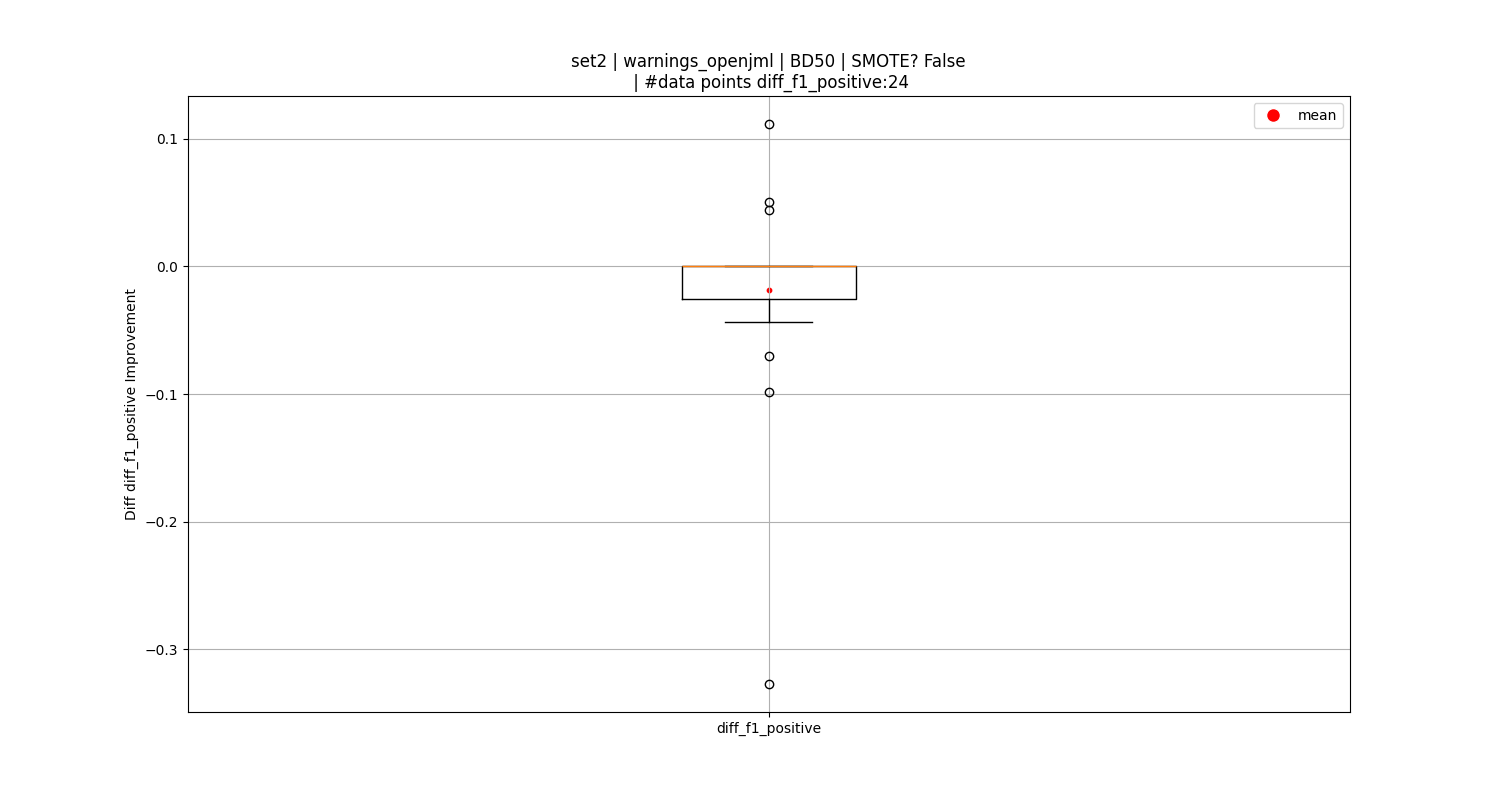 set2 | warnings_openjml | BD50 | SMOTE? False
| #data points diff_f1_positive:24
mean
0.1
0.0
−0.1
−0.2
−0.3
Diff diff_f1_positive Improvement
diff_f1_positive